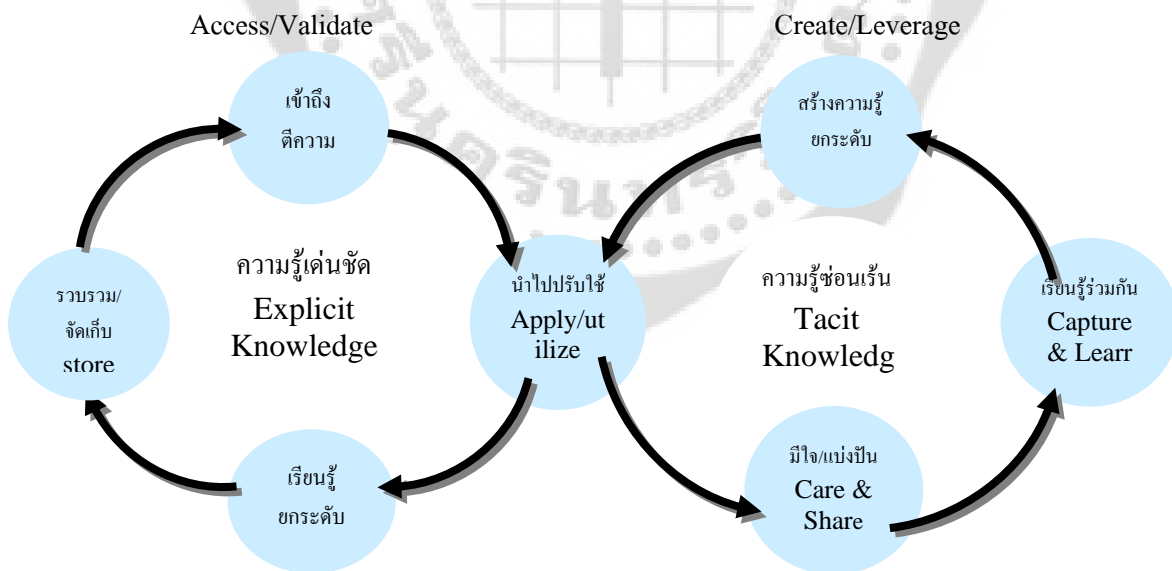 Access/Validate
Create/Leverage
เข้าถึง
ตีความ
สร้างความรู้
ยกระดับ
ความรู้เด่นชัด
Explicit
Knowledge
รวบรวม/
จัดเก็บ
store
นำไปปรับใช้
Apply/ut
ilize
ความรู้ซ่อนเร้น
Tacit
Knowledg
เรียนรู้ร่วมกัน
Capture
& Learr
เรียนรู้
ยกระดับ
มีใจ/แบ่งปัน
Care &
Share